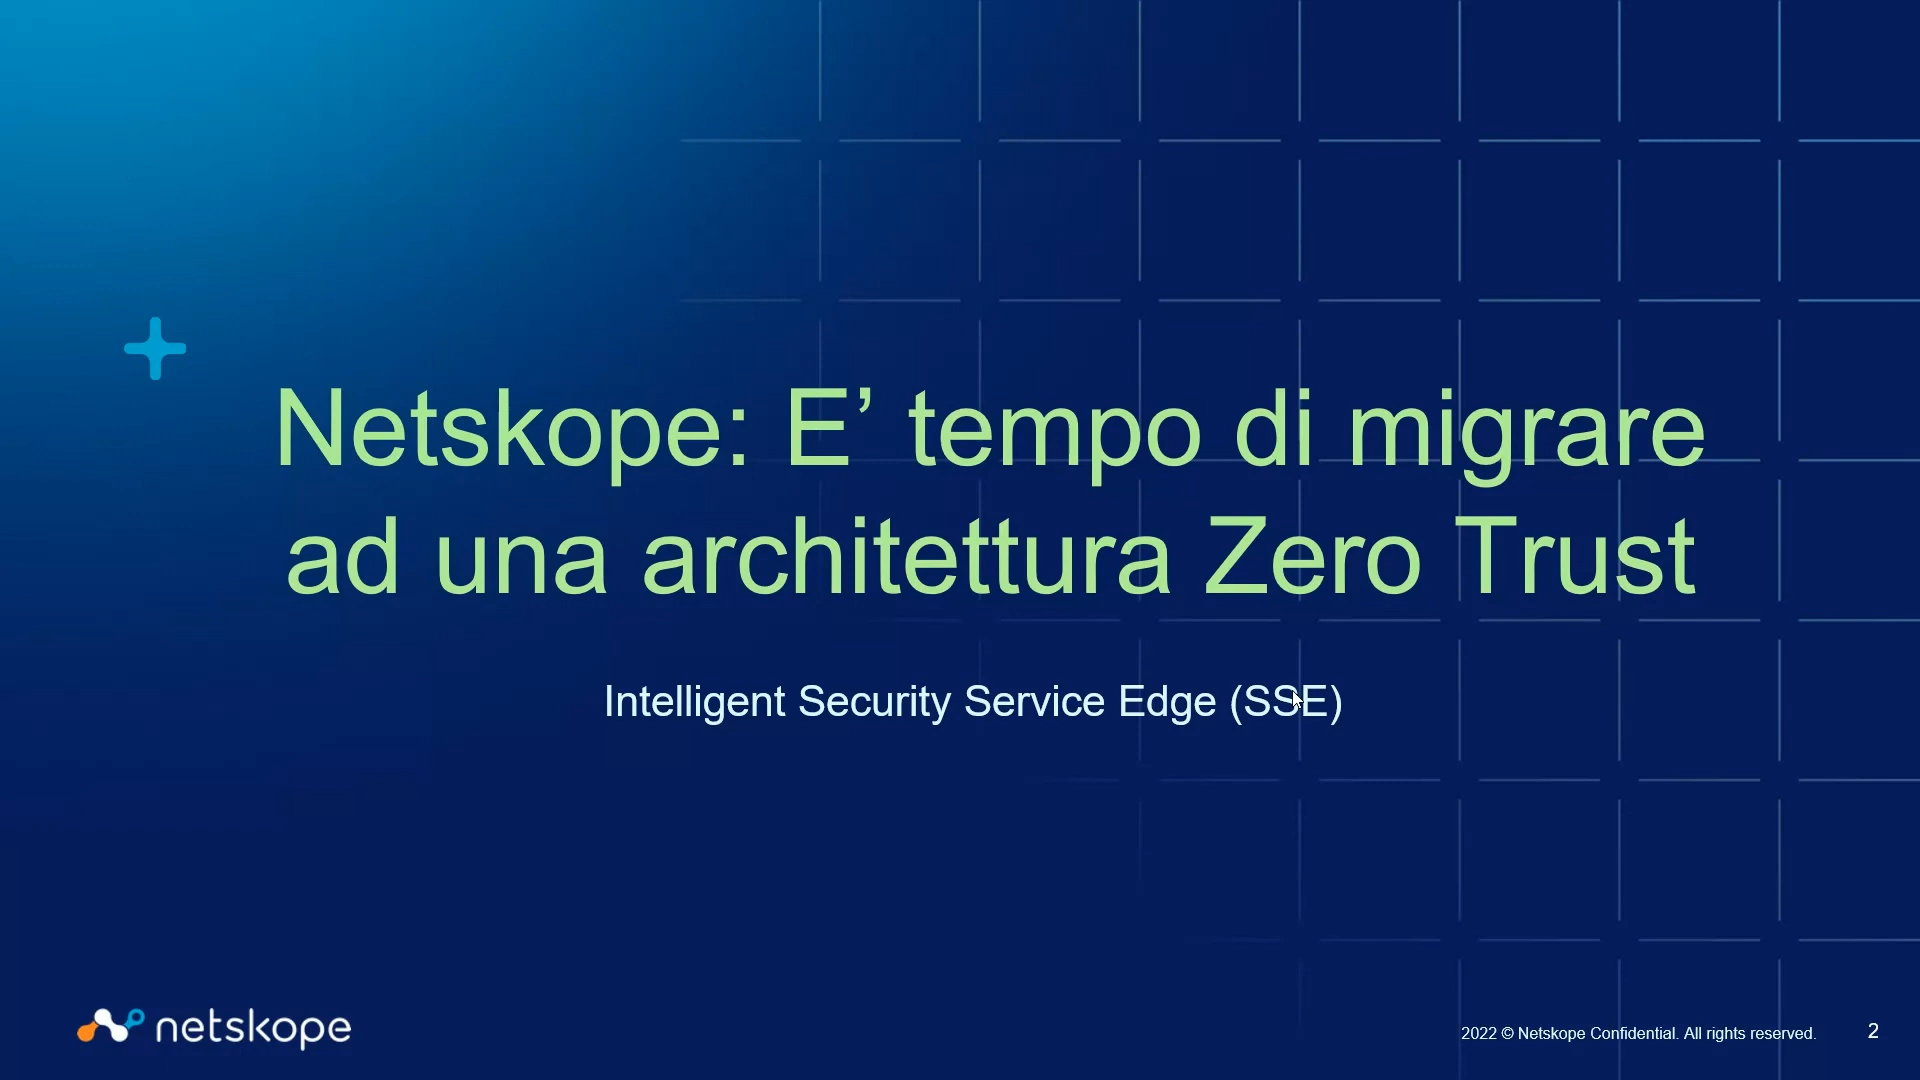 Netskope: E’ tempo di migrare
ad una architettura Zero Trust
Intelligent Security Service Edge (SSE)
netskope
2022 © Netskope Confidential. All rights reserved.
2